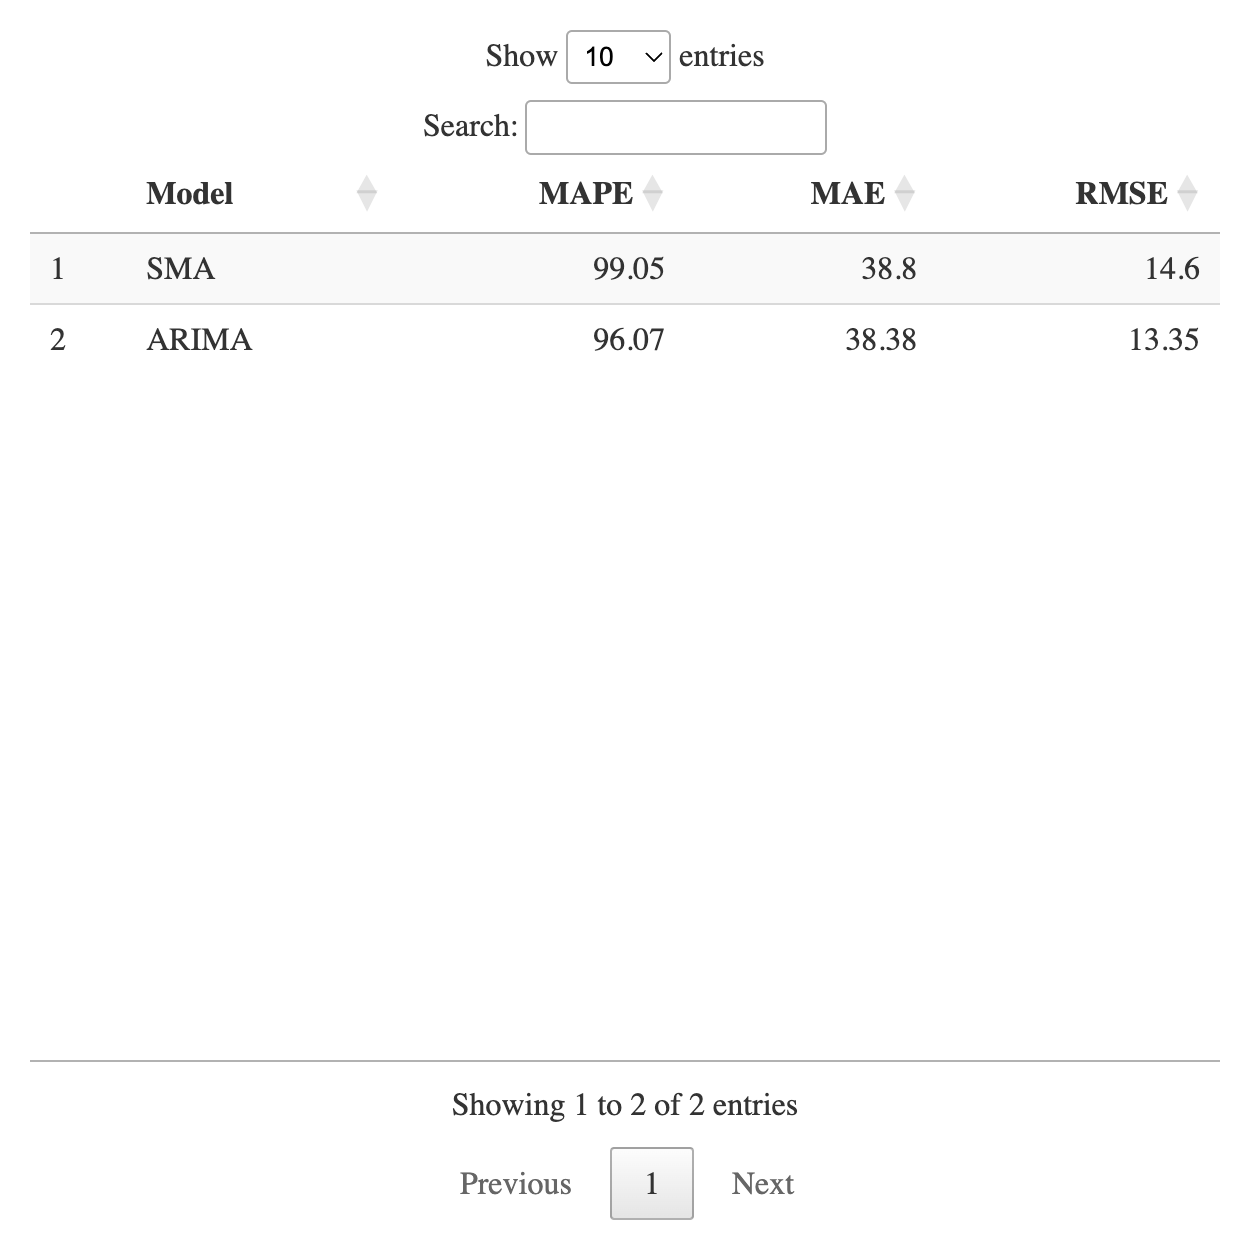 Show 10 entries
Search:
Model MAPE MAE RMSE
1 SMA 99.05 38.8 14.6
2 ARIMA 96.07 38.38 13.35
Showing 1 to 2 of 2 entries
Previous 1 Next